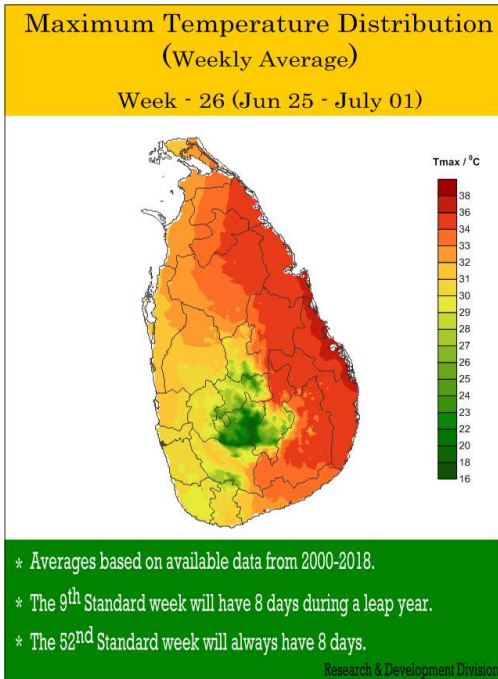 Maximum Temperature Distribution
(Weekly Average)
Week - 26 (Jun 25 - July 01)
Tmax / ⁰C
38
36
34
33
32
31
30
29
28
27
25
24
23
22
20
18
16
* Averages based on available data from 2000-2018.
* The 9th Standard week will have 8 days during a leap year.
* The 52nd Standard week will always have 8 days.
Research & Development Division